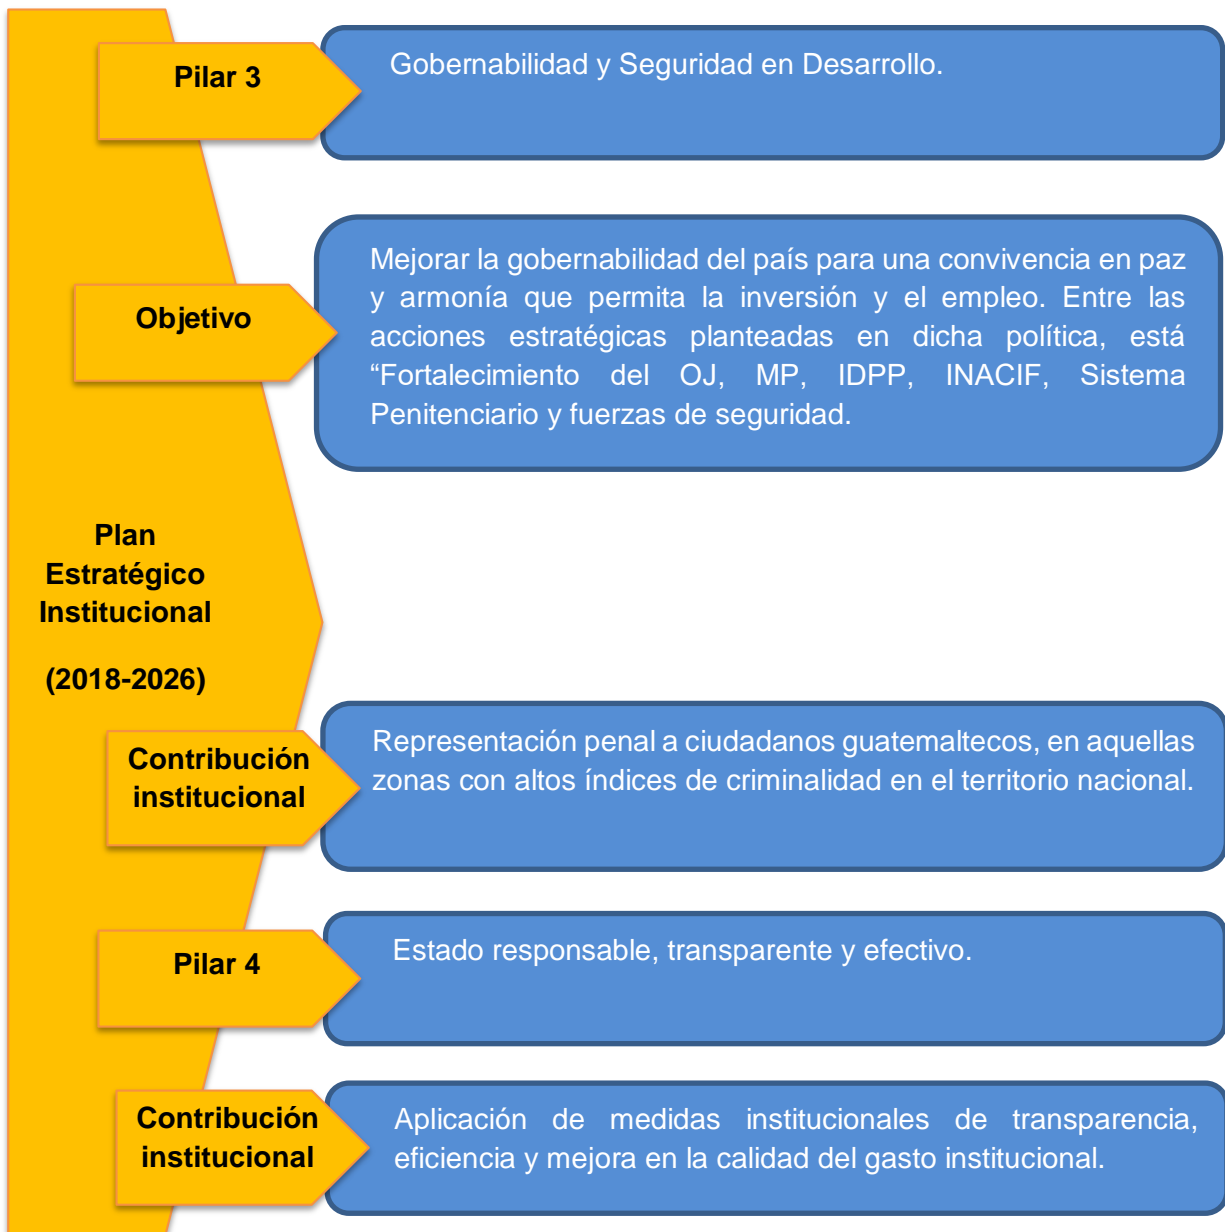 Pilar 3
Gobernabilidad y Seguridad en Desarrollo.
Objetivo
Mejorar la gobernabilidad del país para una convivencia en paz
y armonía que permita la inversión y el empleo. Entre las
acciones estratégicas planteadas en dicha política, está
“Fortalecimiento del OJ, MP, IDPP, INACIF, Sistema
Penitenciario y fuerzas de seguridad.
Plan
Estratégico
Institucional
(2018-2026)
Contribución
institucional
Representación penal a ciudadanos guatemaltecos, en aquellas
zonas con altos índices de criminalidad en el territorio nacional.
Pilar 4
Estado responsable, transparente y efectivo.
Contribución
institucional
Aplicación de medidas institucionales de transparencia,
eficiencia y mejora en la calidad del gasto institucional.